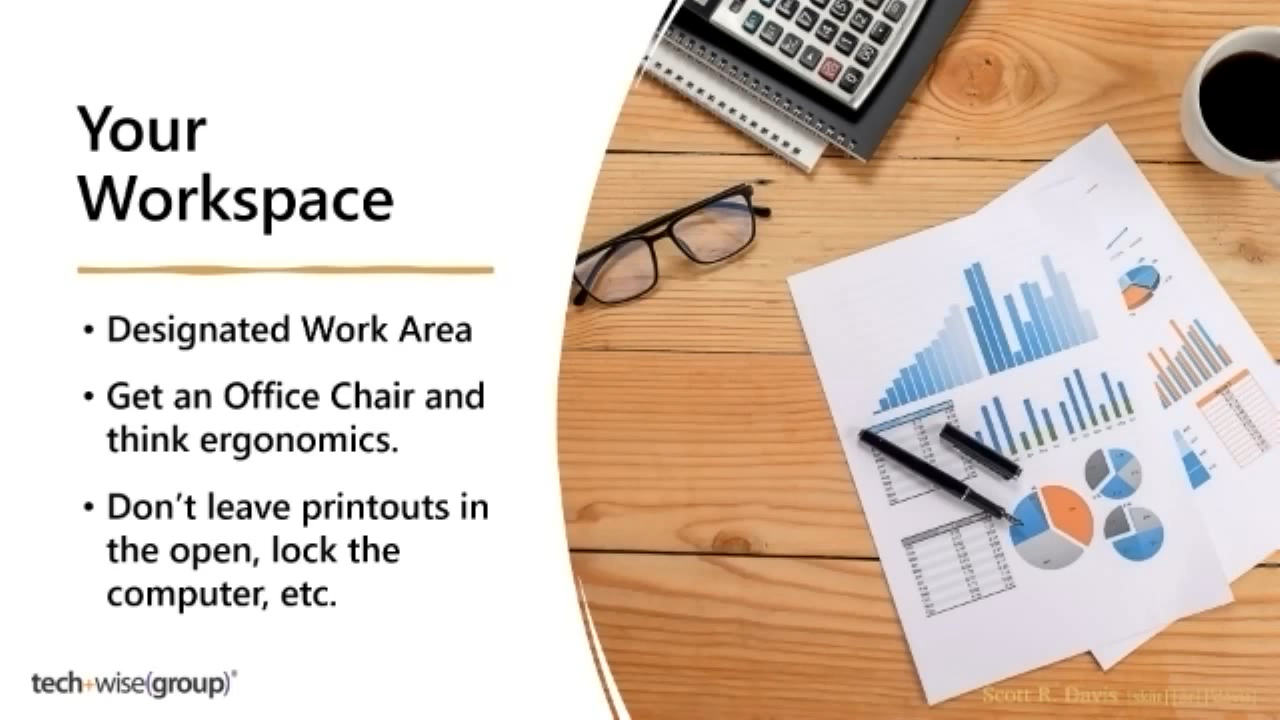 Your
Workspace
• Designated Work Area
• Get an Office Chair and
think ergonomics.
• Don’t leave printouts in
the open, lock the
computer, etc.
tech+wise(group)®
Scott R. Davis